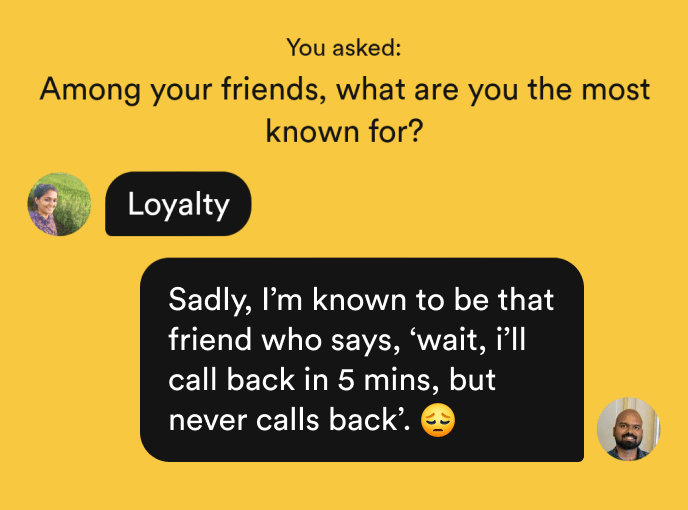 You asked:
Among your friends, what are you the most
known for?
Loyalty
Sadly, I’m known to be that
friend who says, ‘wait, i’ll
call back in 5 mins, but
never calls back’. 😔